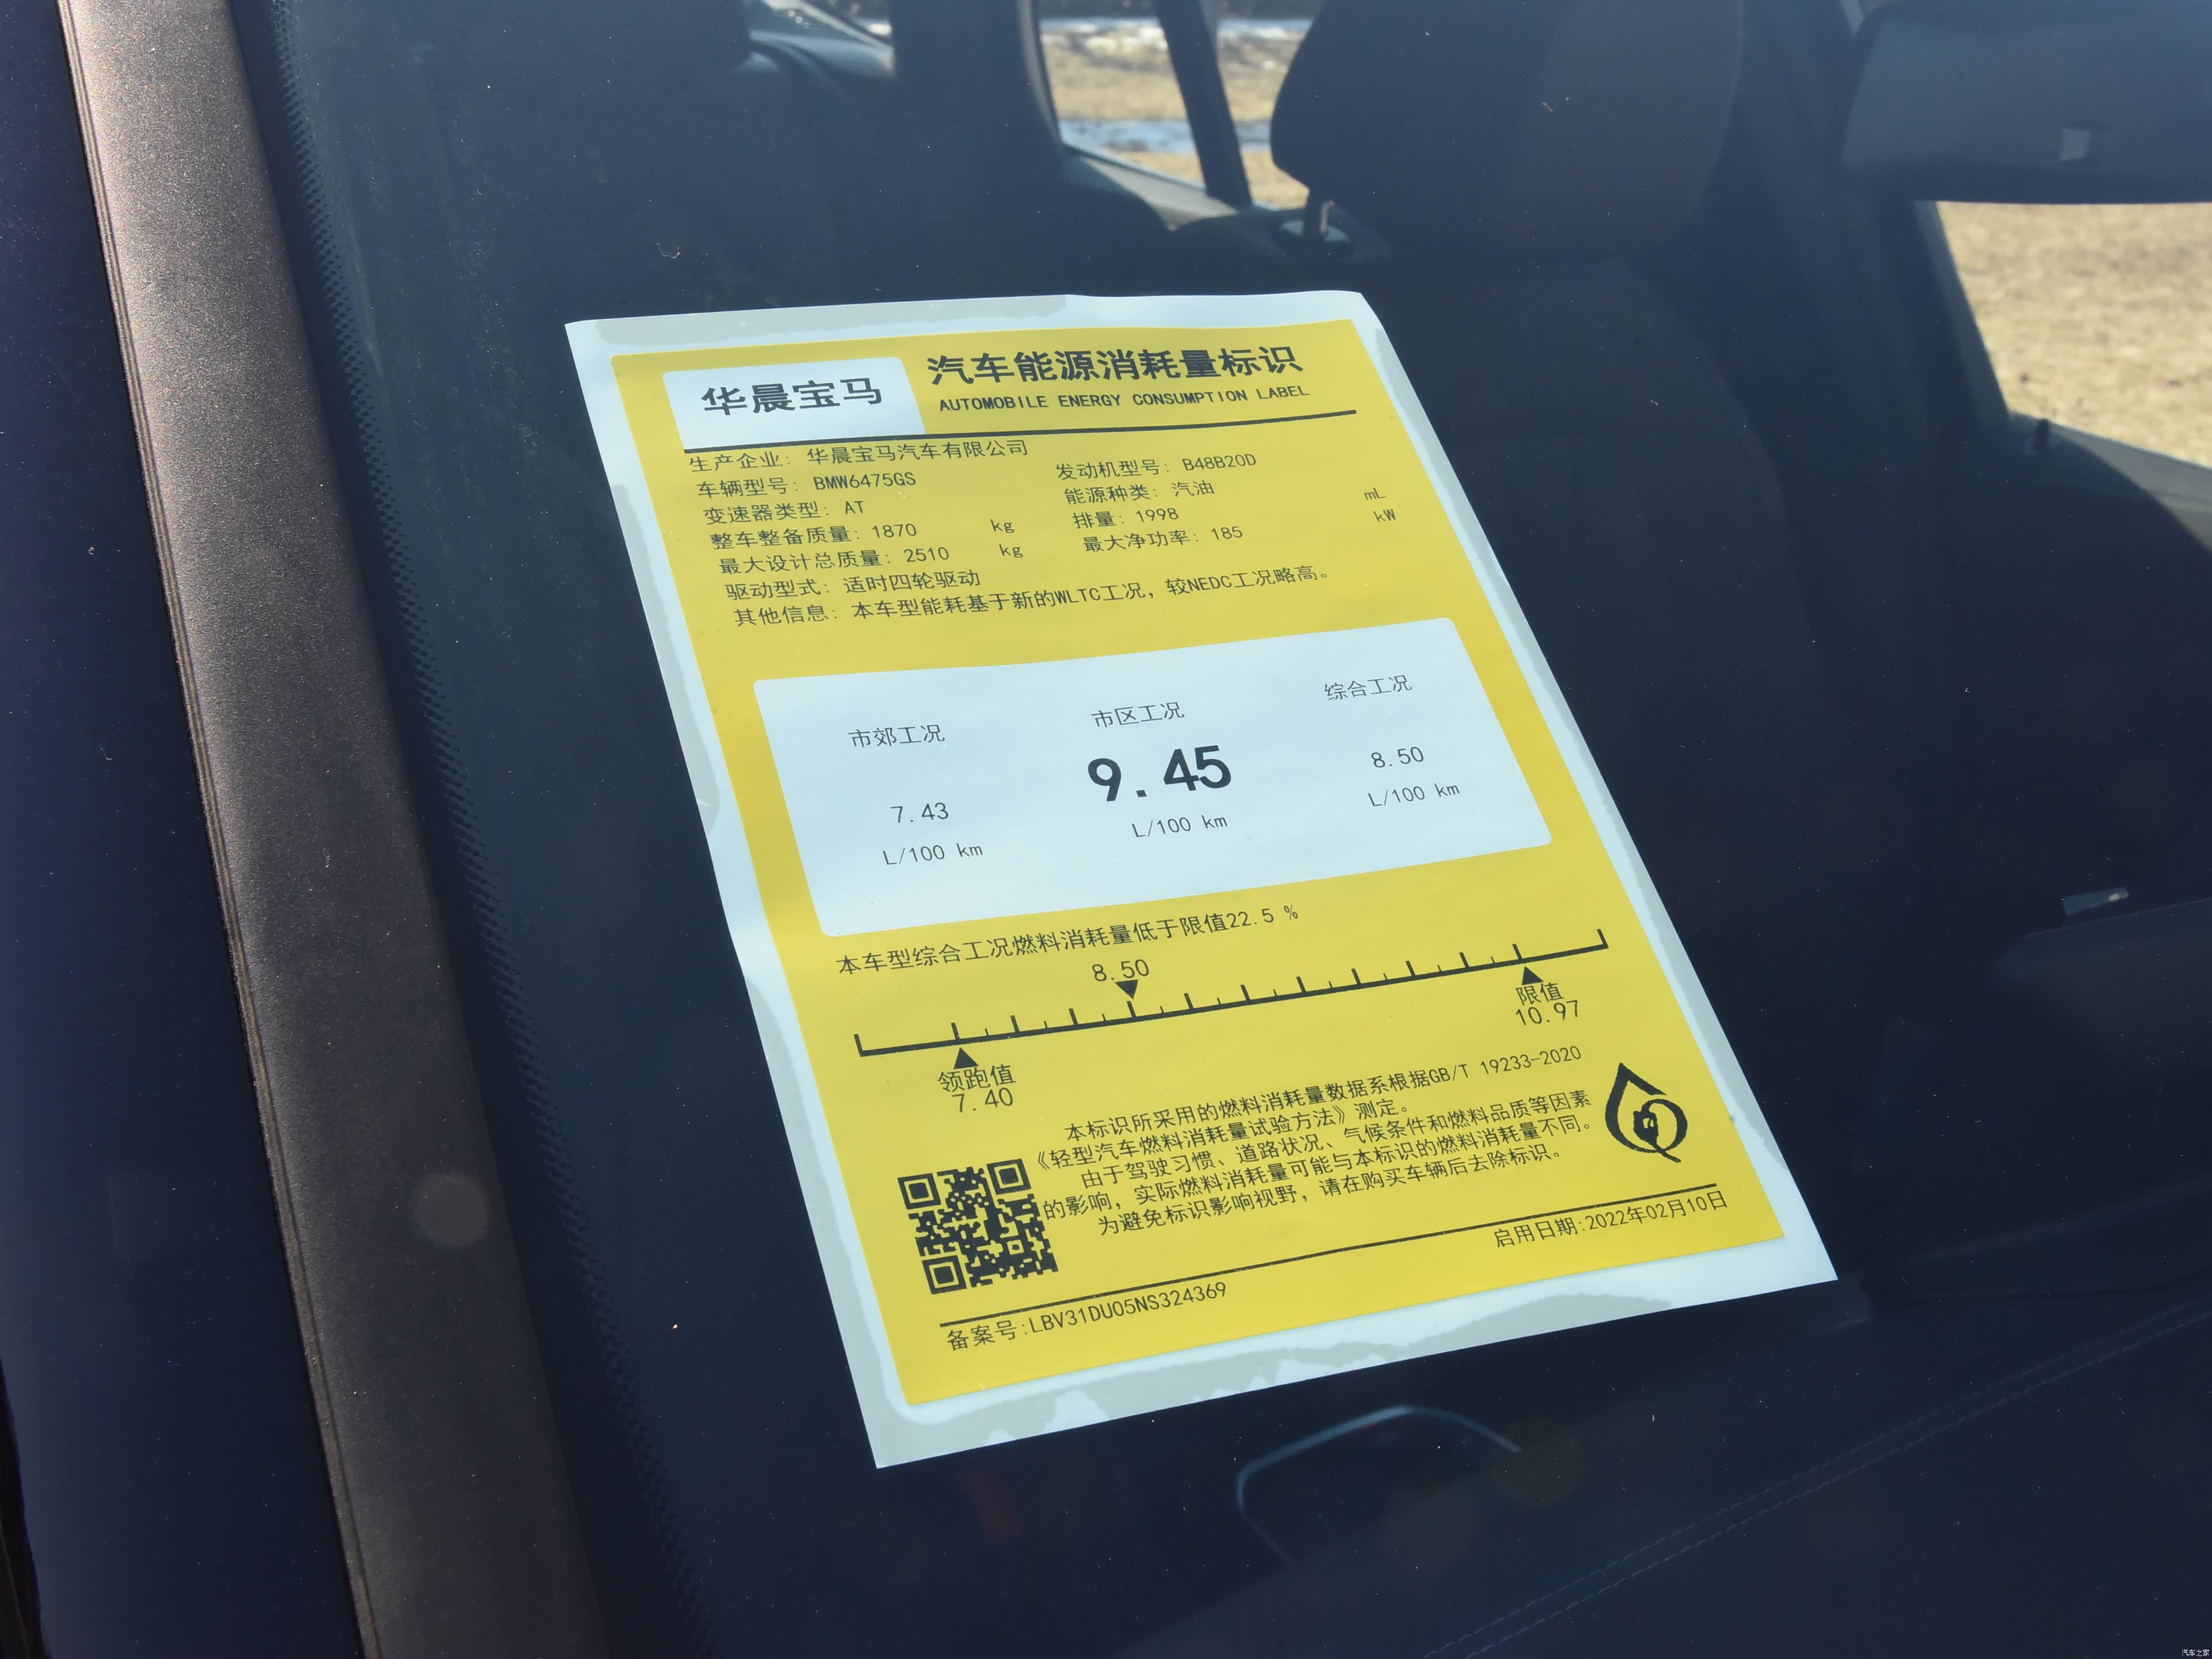 华晨宝马
汽车能源消耗量标识
AUTOMOBILE ENERGY CONSUMPTION LABEL
生产企业: 华晨宝马汽车有限公司
车辆型号: BMW6475GS
发动机型号: B48B20D
变速器类型: AT
能源种类: 汽油
整车整备质量: 1870 kg
排量: 1998 mL
最大设计总质量: 2510 kg
最大净功率: 185 kW
驱动型式: 适时四轮驱动
其他信息: 本车型能耗基于新的WLTC工况，较NEDC工况略高。
市郊工况
市区工况
综合工况
7.43
9.45
8.50
L/100 km
L/100 km
L/100 km
本车型综合工况燃料消耗量低于限值22.5 %
8.50
限值
10.97
领跑值
7.40
本标识所采用的燃料消耗量数据系根据GB/T 19233-2020
《轻型汽车燃料消耗量试验方法》测定。
由于驾驶习惯、道路状况、气候条件和燃料品质等因素
的影响，实际燃料消耗量可能与本标识的燃料消耗量不同。
为避免标识影响视野，请在购买车辆后去除标识。
启用日期:2022年02月10日
备案号:LBV31DU05NS324369
汽车之家